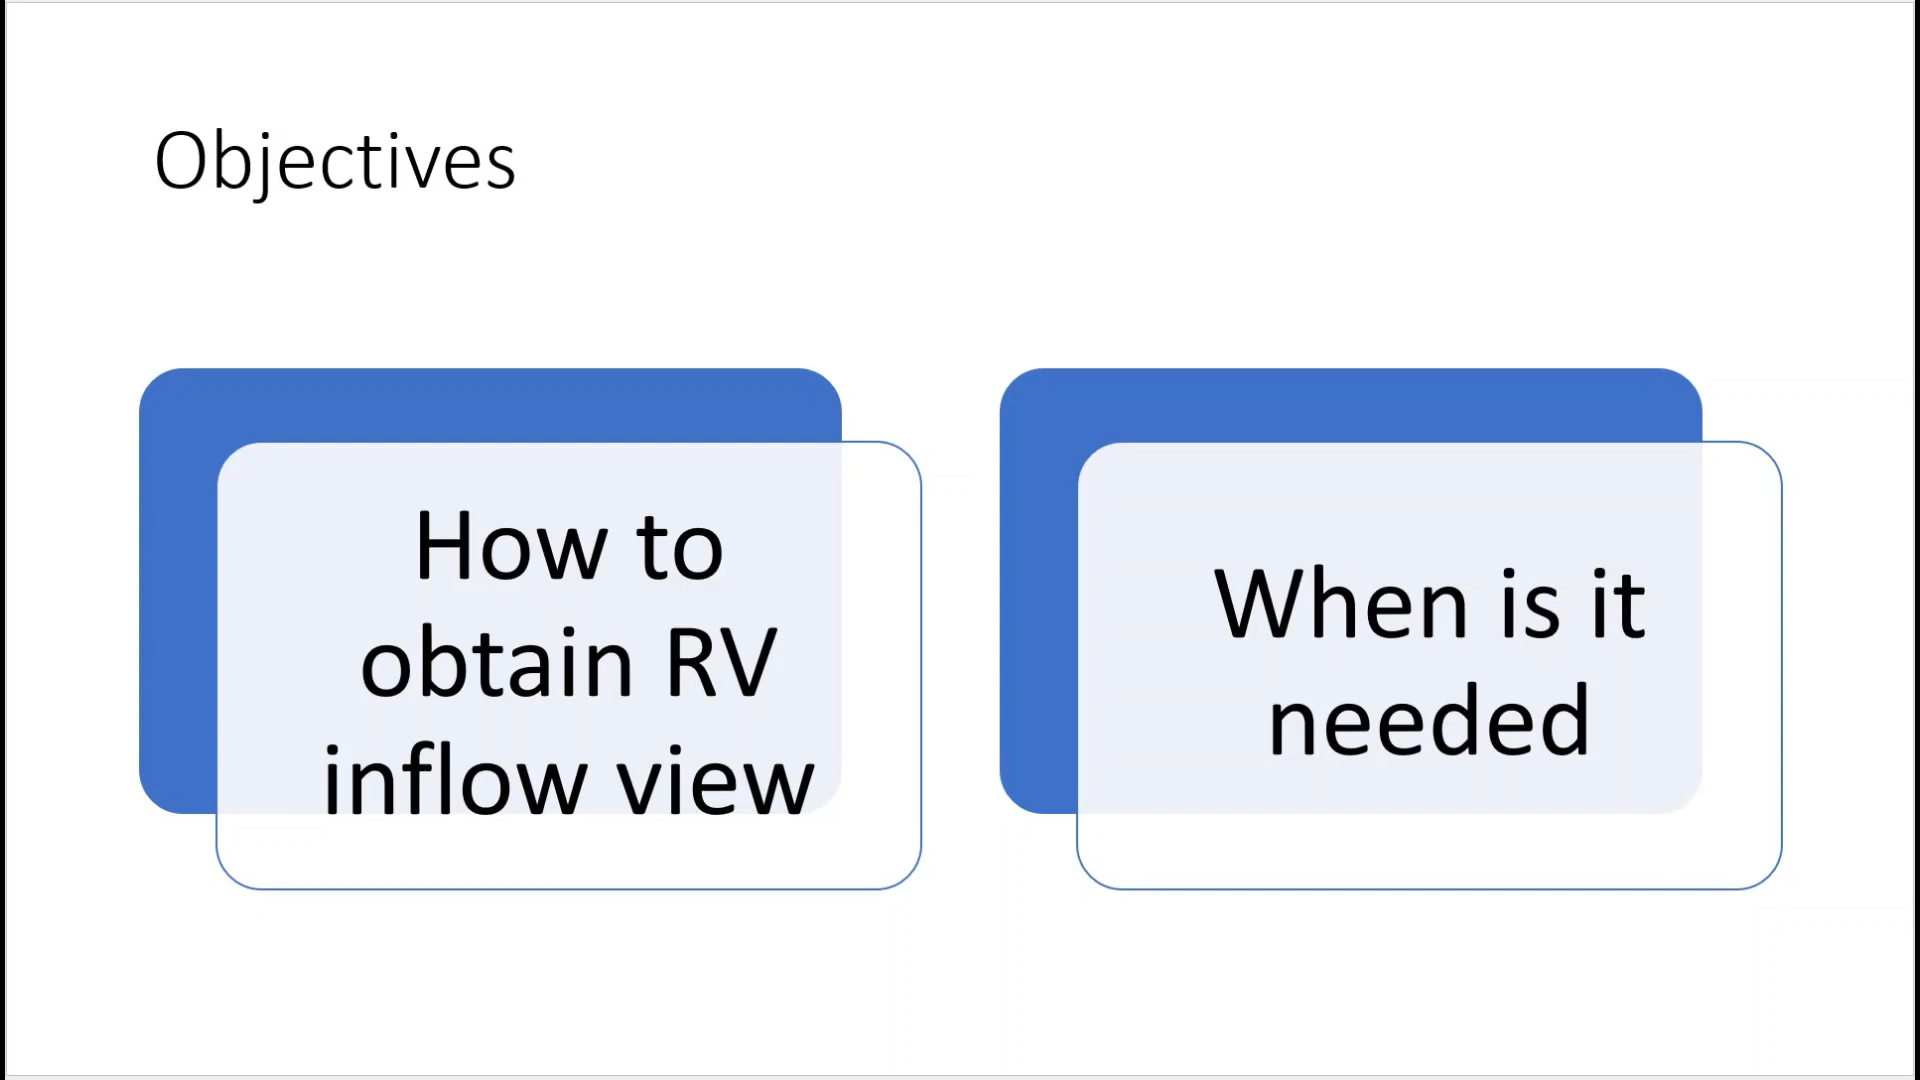 Objectives
How to
obtain RV
inflow view
When is it
needed